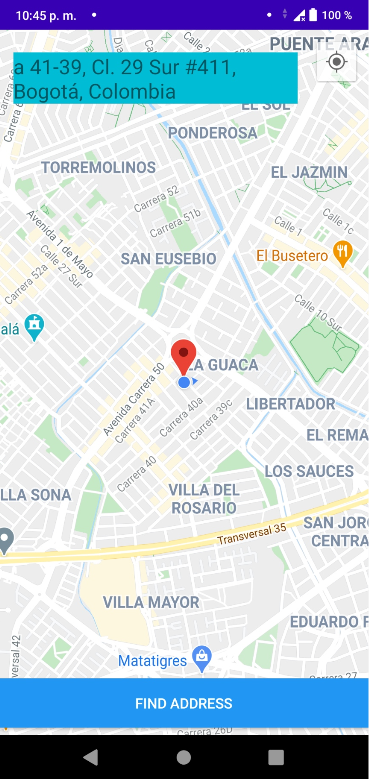 10:45 p. m.
100 %
PUENTE ARA
a 41-39, Cl. 29 Sur #411,
Bogotá, Colombia
EL SOL
PONDEROSA
TORREMOLINOS
EL JAZMIN
Carrera 52
Carrera 51b
Avenida 1 de Mayo
Calle 27 Sur
Carrera 52a
Calle 1
Calle 1c
SAN EUSEBIO
El Busetero
Calle 10 Sur
alá
LA GUACA
Avenida Carrera 50
Carrera 41A
Carrera 40a
Carrera 39c
LIBERTADOR
EL REMA
Carrera 40
LOS SAUCES
LLA SONA
VILLA DEL
ROSARIO
Transversal 35
SAN JORG
CENTRA
VILLA MAYOR
EDUARDO F
versal 42
Matatigres
Carrera 27
FIND ADDRESS